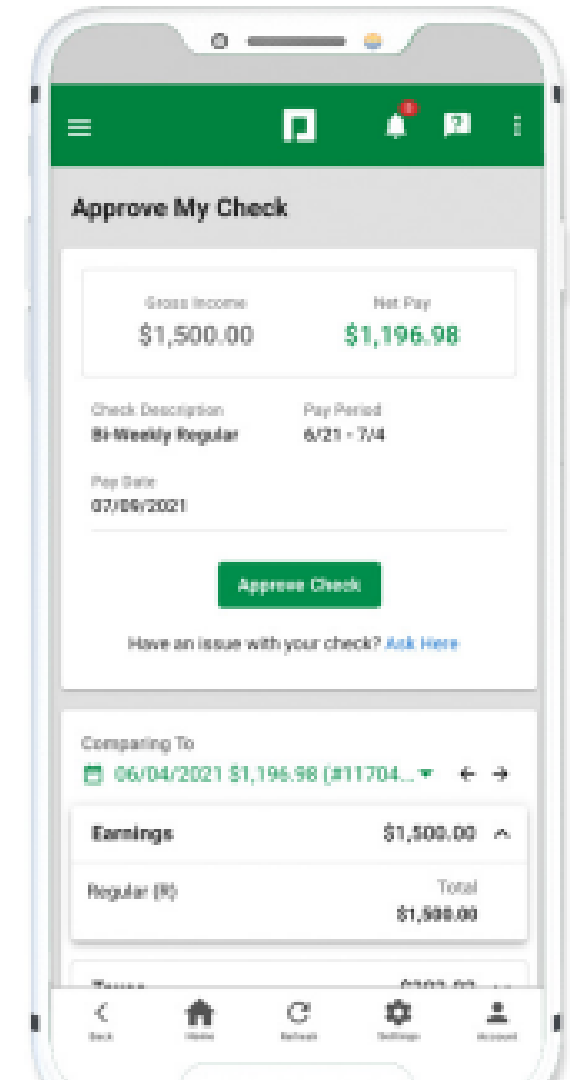 Approve My Check
Gross Income Net Pay
$1,500.00 $1,196.98
Check Description Pay Period
Bi-Weekly Regular 6/21 - 7/4
Pay Date
07/09/2021
Approve Check
Have an issue with your check? Ask Here
Comparing To
06/04/2021 $1,196.98 (#11704...
Earnings $1,500.00
Regular (R) Total
$1,500.00
Taxes
Back Home Refresh Settings Account